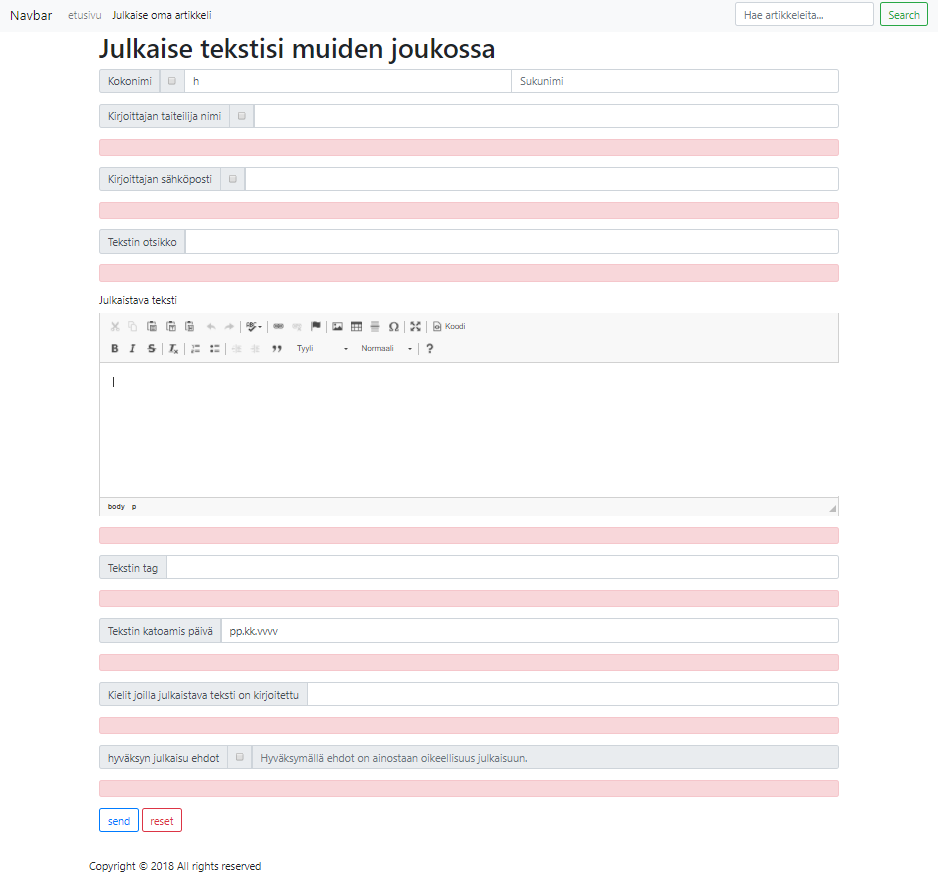 Navbar etusivu Julkaise oma artikkeli Hae artikkeleita... Search
Julkaise tekstisi muiden joukossa
Kokonimi h Sukunimi
Kirjoittajan taiteilija nimi
Kirjoittajan sähköposti
Tekstin otsikko
Julkaistava teksti
Koodi
B I S Tx Tyyli Normaali ?
body p
Tekstin tag
Tekstin katoamis päivä pp.kk.vvvv
Kielit joilla julkaistava teksti on kirjoitettu
hyväksyn julkaisu ehdot Hyväksymällä ehdot on ainostaan oikeellisuus julkaisuun.
send reset
Copyright © 2018 All rights reserved